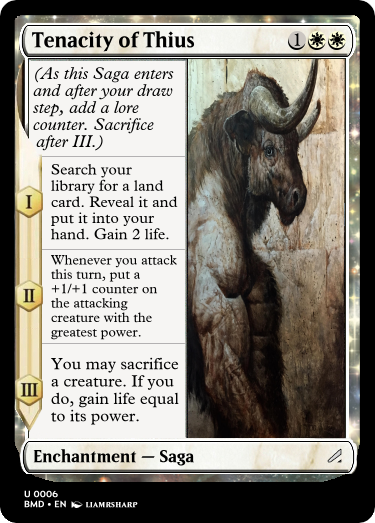 Tenacity of Thius 1
(As this Saga enters
and after your draw
step, add a lore
counter. Sacrifice
after III.)
I
Search your
library for a land
card. Reveal it and
put it into your
hand. Gain 2 life.
II
Whenever you attack
this turn, put a
+1/+1 counter on
the attacking
creature with the
greatest power.
III
You may sacrifice
a creature. If you
do, gain life equal
to its power.
Enchantment — Saga
U 0006
BMD • EN LIAMRSHARP